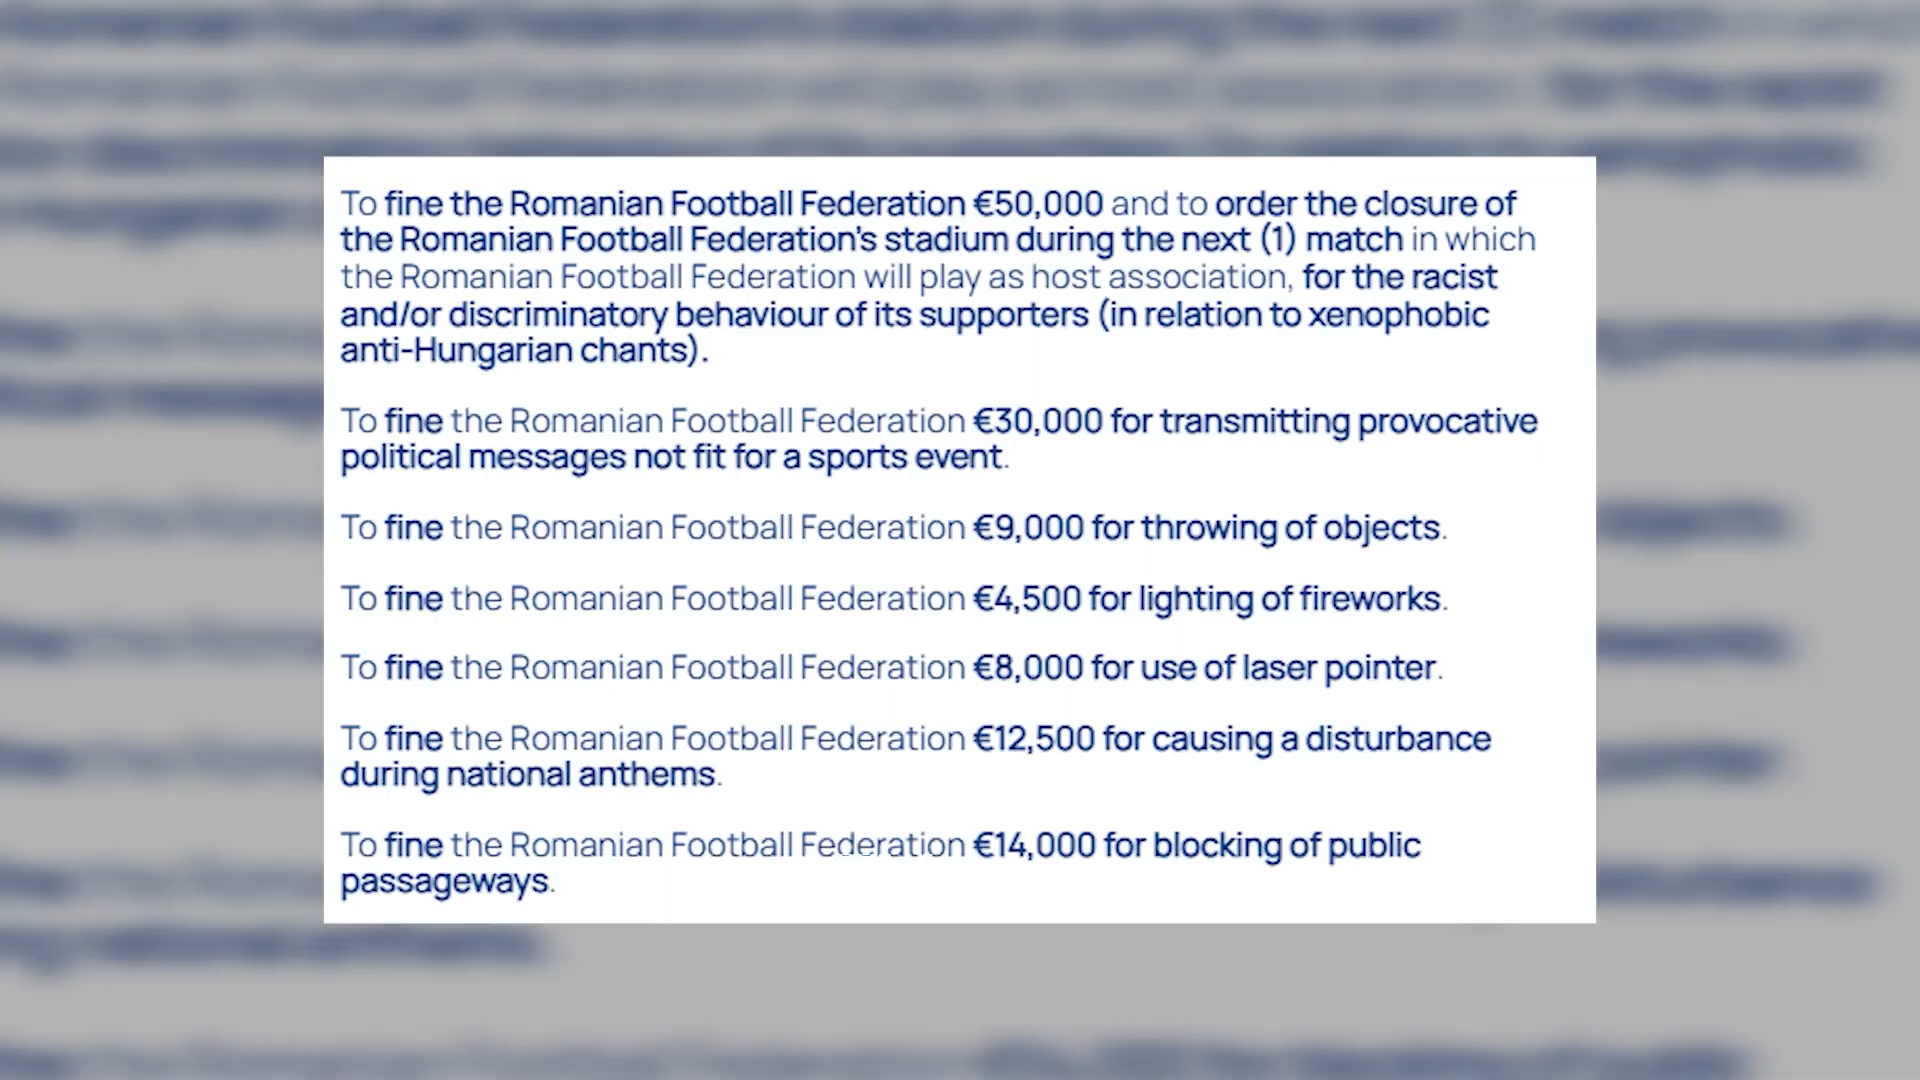 To fine the Romanian Football Federation €50,000 and to order the closure of
the Romanian Football Federation's stadium during the next (1) match in which
the Romanian Football Federation will play as host association, for the racist
and/or discriminatory behaviour of its supporters (in relation to xenophobic
anti-Hungarian chants).
To fine the Romanian Football Federation €30,000 for transmitting provocative
political messages not fit for a sports event.
To fine the Romanian Football Federation €9,000 for throwing of objects.
To fine the Romanian Football Federation €4,500 for lighting of fireworks.
To fine the Romanian Football Federation €8,000 for use of laser pointer.
To fine the Romanian Football Federation €12,500 for causing a disturbance
during national anthems.
To fine the Romanian Football Federation €14,000 for blocking of public
passageways.